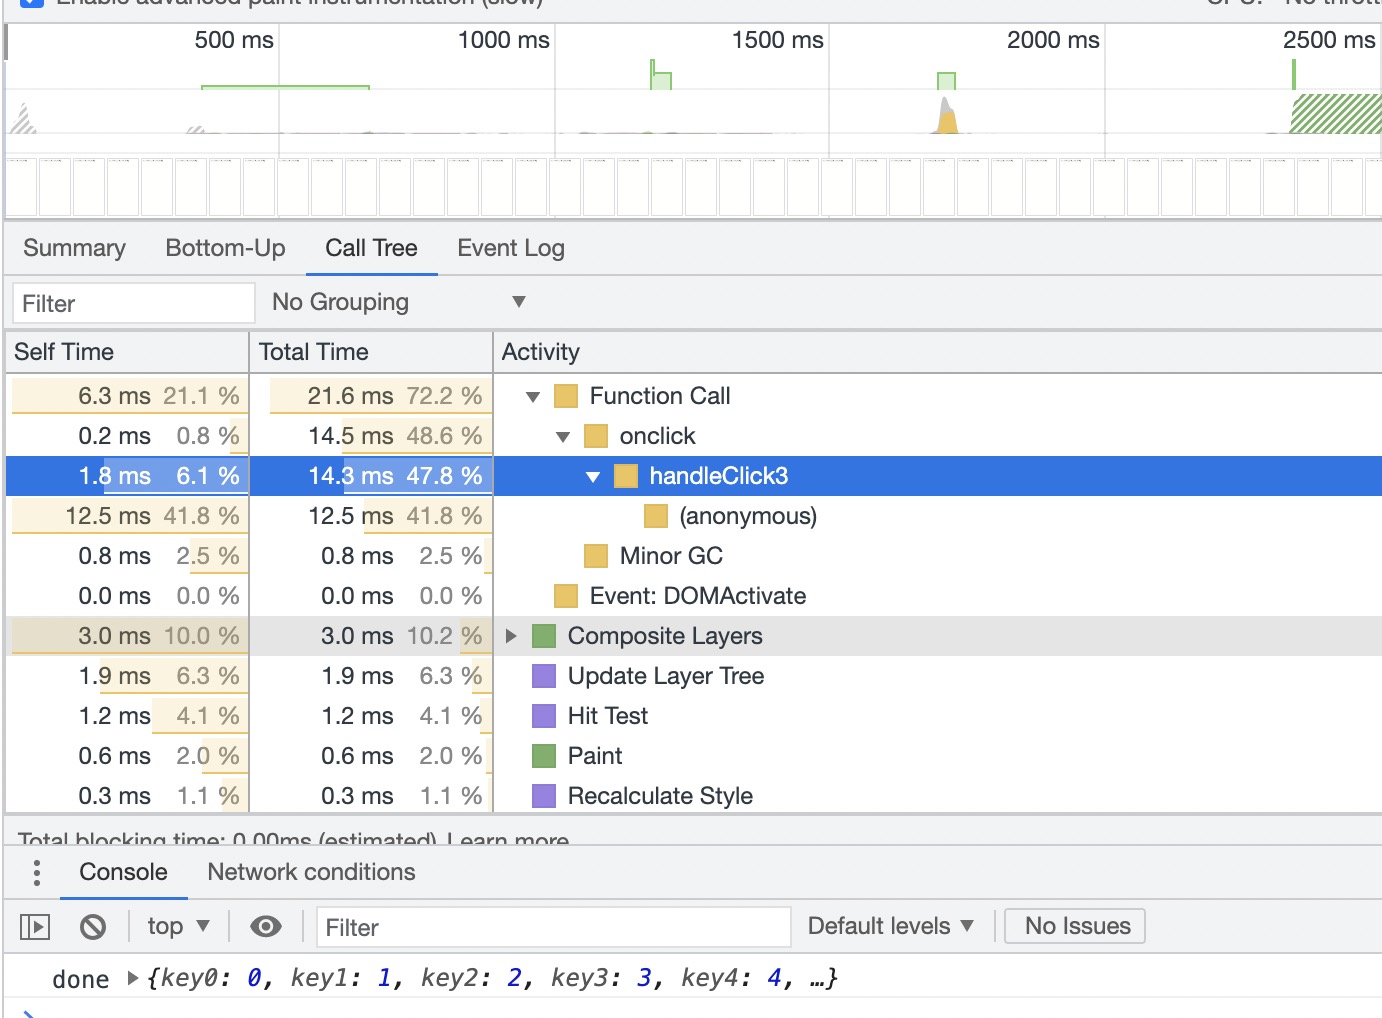 Enable advanced paint instrumentation (slow)
CPU: No thrott
500 ms 1000 ms 1500 ms 2000 ms 2500 ms
Summary Bottom-Up Call Tree Event Log
Filter No Grouping ▼
Self Time Total Time Activity
6.3 ms 21.1 % 21.6 ms 72.2 % ▼ Function Call
0.2 ms 0.8 % 14.5 ms 48.6 % ▼ onclick
1.8 ms 6.1 % 14.3 ms 47.8 % ▼ handleClick3
12.5 ms 41.8 % 12.5 ms 41.8 % (anonymous)
0.8 ms 2.5 % 0.8 ms 2.5 % Minor GC
0.0 ms 0.0 % 0.0 ms 0.0 % Event: DOMActivate
3.0 ms 10.0 % 3.0 ms 10.2 % ▶ Composite Layers
1.9 ms 6.3 % 1.9 ms 6.3 % Update Layer Tree
1.2 ms 4.1 % 1.2 ms 4.1 % Hit Test
0.6 ms 2.0 % 0.6 ms 2.0 % Paint
0.3 ms 1.1 % 0.3 ms 1.1 % Recalculate Style
Total blocking time: 0.00ms (estimated) Learn more
Console Network conditions
top ▼ Filter Default levels ▼ No Issues
done ▶ {key0: 0, key1: 1, key2: 2, key3: 3, key4: 4, …}